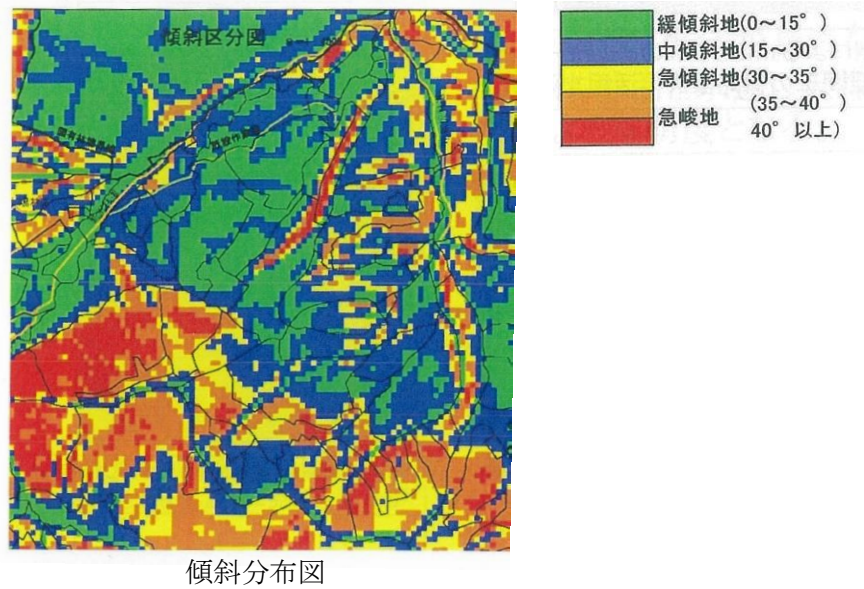 傾斜区分図
緩傾斜地(0～15°)
中傾斜地(15～30°)
急傾斜地(30～35°)
急峻地 (35～40°
40°以上)
傾斜分布図